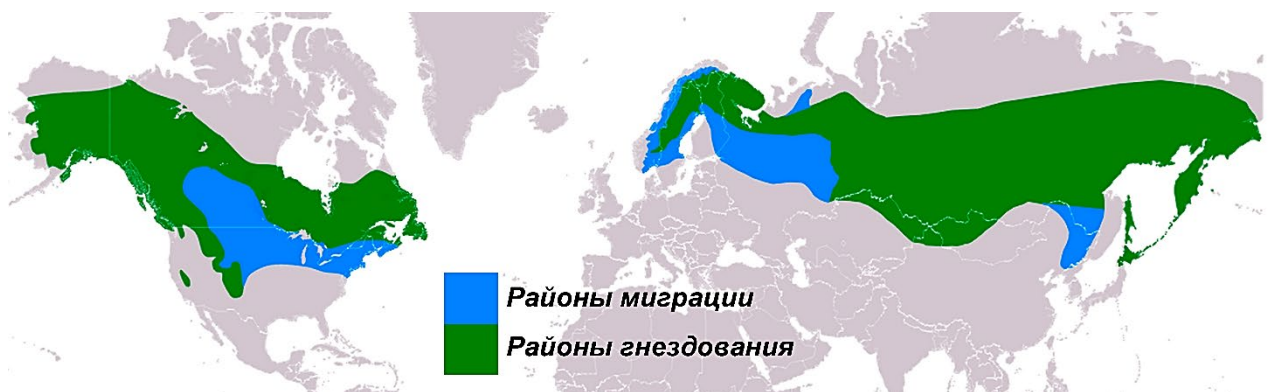 Районы миграции
Районы гнездования